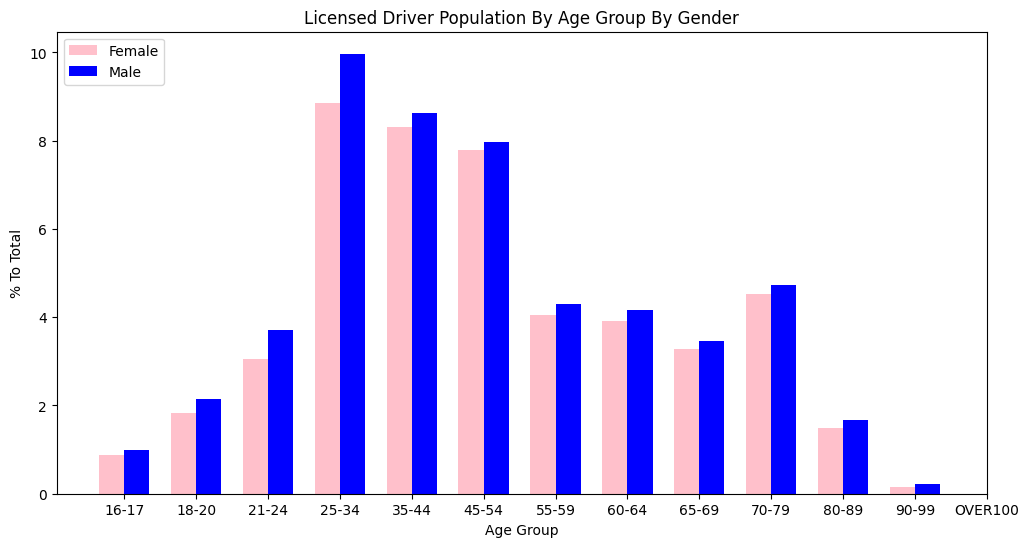 Licensed Driver Population By Age Group By Gender
Female
Male
% To Total
10
8
6
4
2
0
16-17 18-20 21-24 25-34 35-44 45-54 55-59 60-64 65-69 70-79 80-89 90-99 OVER100
Age Group